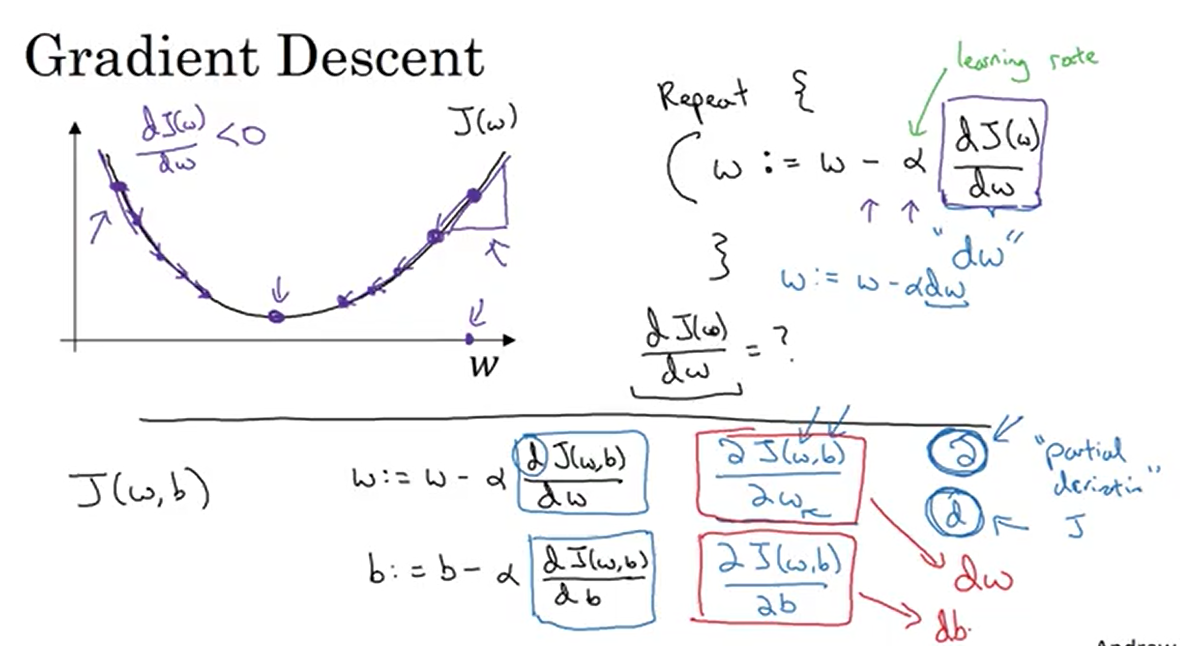 Gradient Descent
dJ(w)/dw < 0
J(w)
w
learning rate
Repeat {
w := w - α dJ(w)/dw
"dw"
}
w := w - αdw
dJ(w)/dw = ?
J(w,b)
w := w - α dJ(w,b)/dw
∂J(w,b)/∂w
∂
"partial
derivative"
d
J
dw
b := b - α dJ(w,b)/db
∂J(w,b)/∂b
db